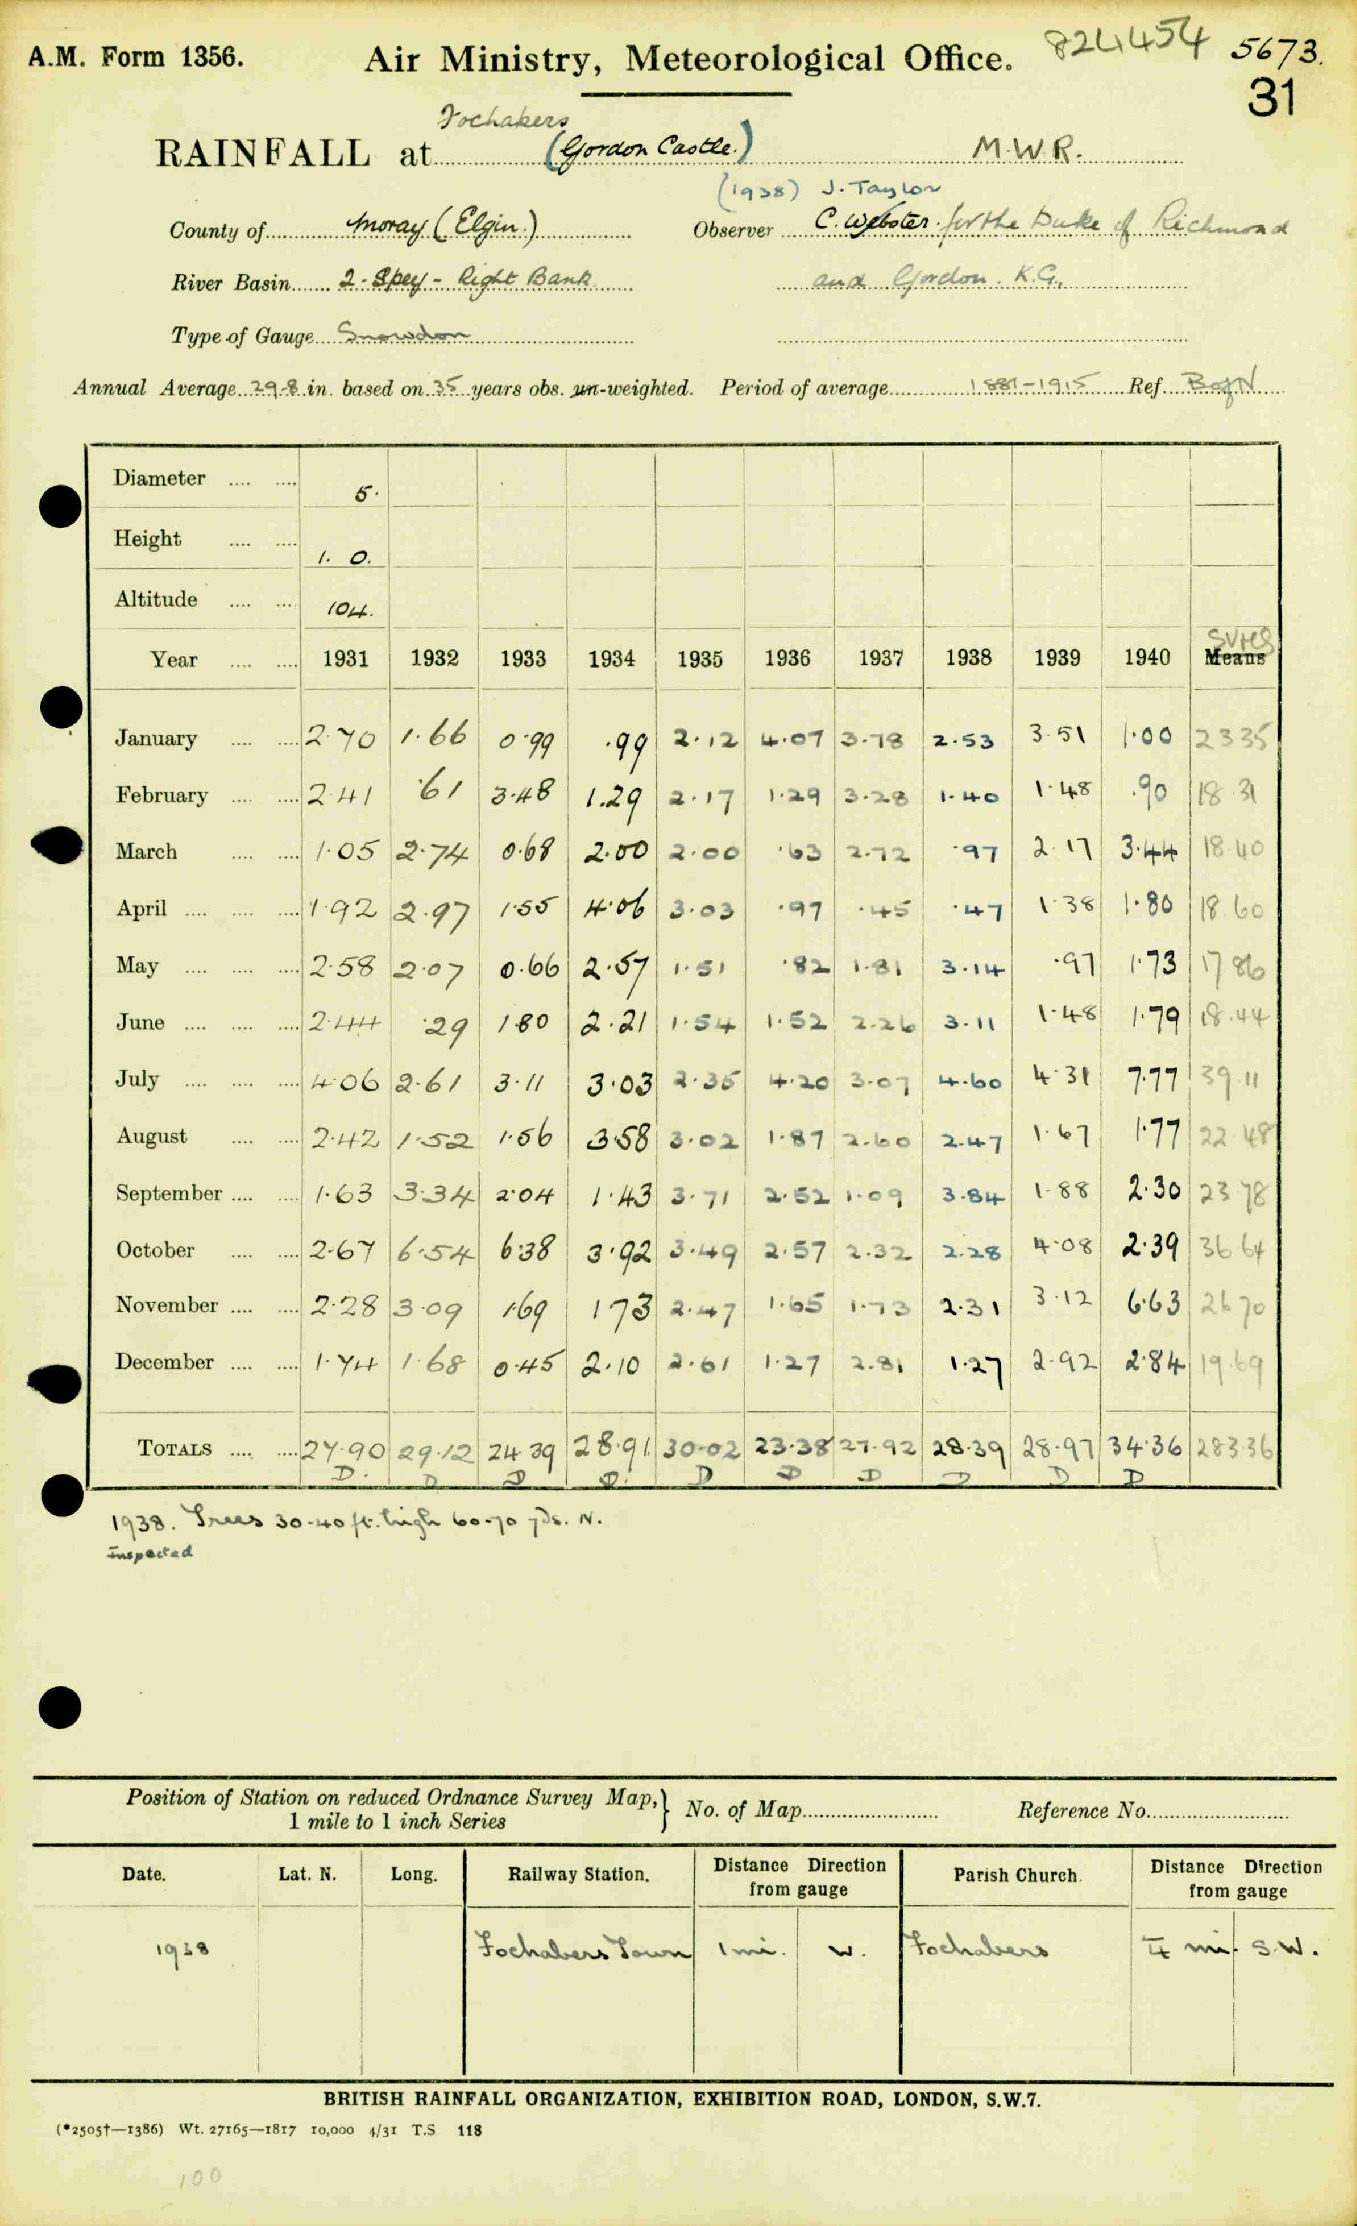 A.M. Form 1356. Air Ministry, Meteorological Office. 824454 5673.
31
Fochabers
RAINFALL at (Gordon Castle.) M.W.R.
(1938) J. Taylor
County of Moray (Elgin.) Observer C. Webster for the Duke of Richmond
River Basin 2 - Spey - Right Bank and Gordon. K.G.
Type of Gauge Snowdon
Annual Average 29.8 in. based on 35 years obs. un-weighted. Period of average 1881-1915 Ref. B of N
Diameter 5.
Height 1. 0.
Altitude 104.
Year 1931 1932 1933 1934 1935 1936 1937 1938 1939 1940 Means
January 2.70 1.66 0.99 .99 2.12 4.07 3.78 2.53 3.51 1.00 23 35
February 2.41 .61 3.48 1.29 2.17 1.29 3.28 1.40 1.48 .90 18 31
March 1.05 2.74 0.68 2.00 2.00 .63 2.72 .97 2.17 3.44 18.40
April 1.92 2.97 1.55 4.06 3.03 .97 .45 .47 1.38 1.80 18.60
May 2.58 2.07 0.66 2.57 1.51 .82 1.81 3.14 .97 1.73 17 86
June 2.44 .29 1.80 2.21 1.54 1.52 2.26 3.11 1.48 1.79 18.44
July 4.06 2.61 3.11 3.03 2.35 4.20 3.07 4.60 4.31 7.77 39.11
August 2.42 1.52 1.56 3.58 3.02 1.87 2.60 2.47 1.67 1.77 22 48
September 1.63 3.34 2.04 1.43 3.71 2.52 1.09 3.84 1.88 2.30 23 78
October 2.67 6.54 6.38 3.92 3.49 2.57 2.32 2.28 4.08 2.39 36 64
November 2.28 3.09 1.69 1 73 2.47 1.65 1.73 2.31 3.12 6.63 26 70
December 1.74 1.68 0.45 2.10 2.61 1.27 2.81 1.27 2.92 2.84 19.69
TOTALS 27.90 29.12 24.39 28.91 30.02 23.38 27.92 28.39 28.97 34.36 283 36
D. D D D. D D D D D D
1938. Trees 30-40 ft. high 60-70 yds. N.
Inspected
Position of Station on reduced Ordnance Survey Map,} No. of Map Reference No.
1 mile to 1 inch Series
Date. Lat. N. Long. Railway Station. Distance Direction from gauge Parish Church. Distance Direction from gauge
1938 Fochabers Town 1 mi. W. Fochabers mi. S.W.
BRITISH RAINFALL ORGANIZATION, EXHIBITION ROAD, LONDON, S.W.7.
(*2505†—1386) Wt. 27165—1817 10,000 4/31 T.S 118
100